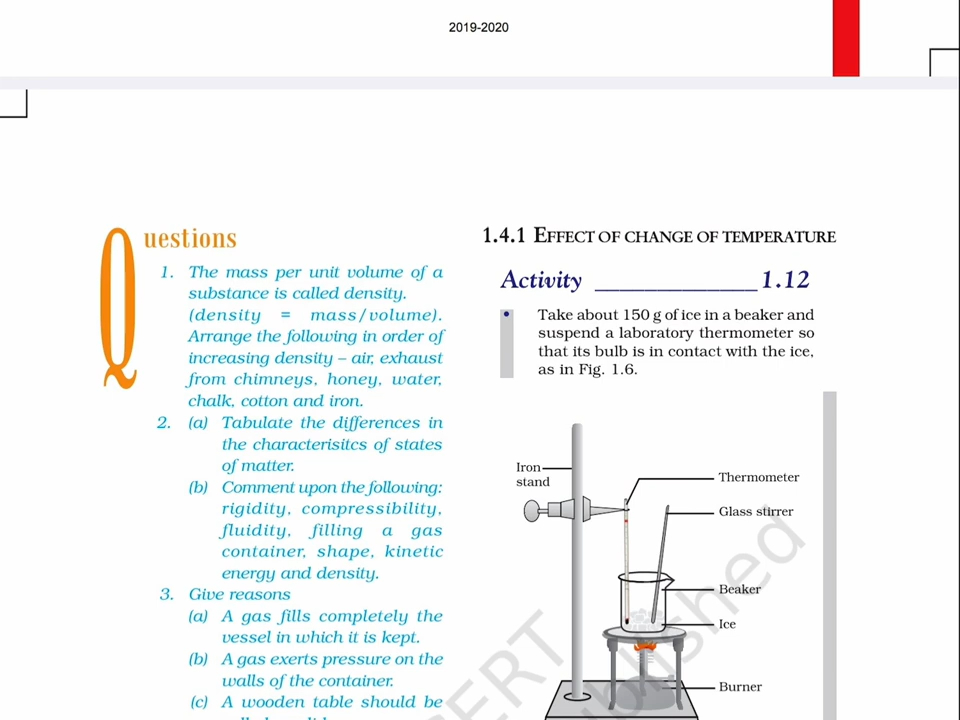 2019-2020
Questions
1. The mass per unit volume of a
substance is called density.
(density = mass/volume).
Arrange the following in order of
increasing density – air, exhaust
from chimneys, honey, water,
chalk, cotton and iron.
2. (a) Tabulate the differences in
the characterisitcs of states
of matter.
(b) Comment upon the following:
rigidity, compressibility,
fluidity, filling a gas
container, shape, kinetic
energy and density.
3. Give reasons
(a) A gas fills completely the
vessel in which it is kept.
(b) A gas exerts pressure on the
walls of the container.
(c) A wooden table should be
1.4.1 EFFECT OF CHANGE OF TEMPERATURE
Activity _____________ 1.12
• Take about 150 g of ice in a beaker and
suspend a laboratory thermometer so
that its bulb is in contact with the ice,
as in Fig. 1.6.
Iron
stand
Thermometer
Glass stirrer
Beaker
Ice
Burner